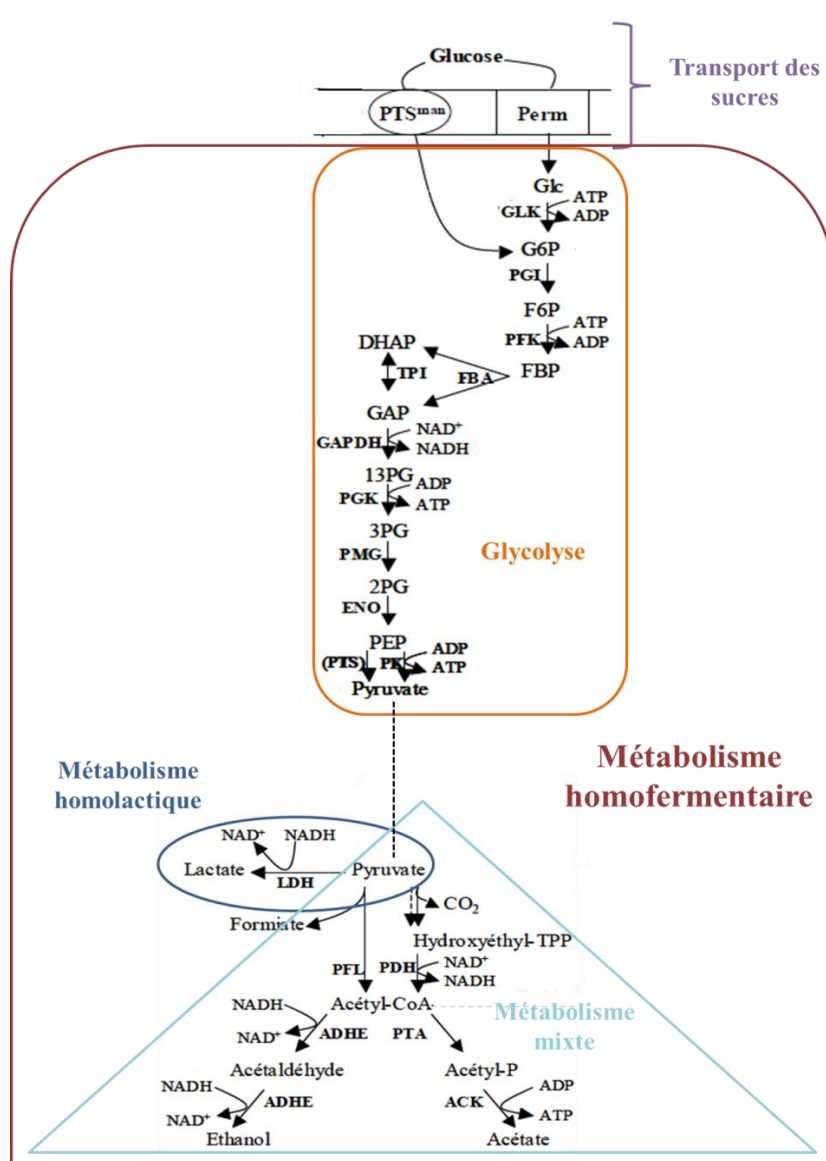 Glucose
Transport des
sucres
PTSman
Perm
Glc
ATP
GLK
ADP
G6P
PGI
F6P
ATP
PFK
ADP
DHAP
FBP
TPI
FBA
GAP
NAD+
GAPDH
NADH
13PG
ADP
PGK
ATP
3PG
PMG
Glycolyse
2PG
ENO
PEP
ADP
(PTS)
PK
ATP
Pyruvate
Métabolisme
homolactique
Métabolisme
homofermentaire
NAD+
NADH
Lactate
Pyruvate
LDH
CO2
Formiate
Hydroxyéthyl-TPP
NAD+
PFL
PDH
NADH
NADH
Acétyl-CoA
Métabolisme
mixte
NAD+
ADHE
PTA
Acétaldéhyde
Acétyl-P
NADH
ADP
ADHE
ACK
NAD+
ATP
Ethanol
Acétate